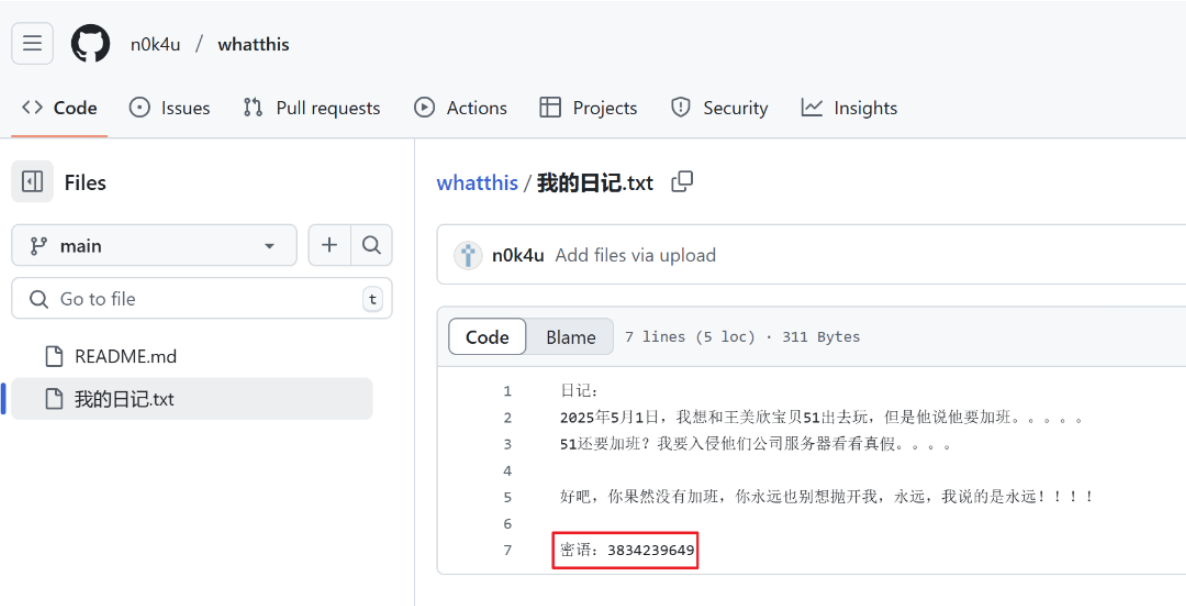 n0k4u / whatthis
Code Issues Pull requests Actions Projects Security Insights
Files
main
Go to file t
README.md
我的日记.txt
whatthis / 我的日记.txt
n0k4u Add files via upload
Code Blame 7 lines (5 loc) · 311 Bytes
1 日记:
2 2025年5月1日，我想和王美欣宝贝51出去玩，但是他说他要加班。。。。。
3 51还要加班？我要入侵他们公司服务器看看真假。。。。
4
5 好吧，你果然没有加班，你永远也别想抛开我，永远，我说的是永远！！！！
6
7 密语：3834239649